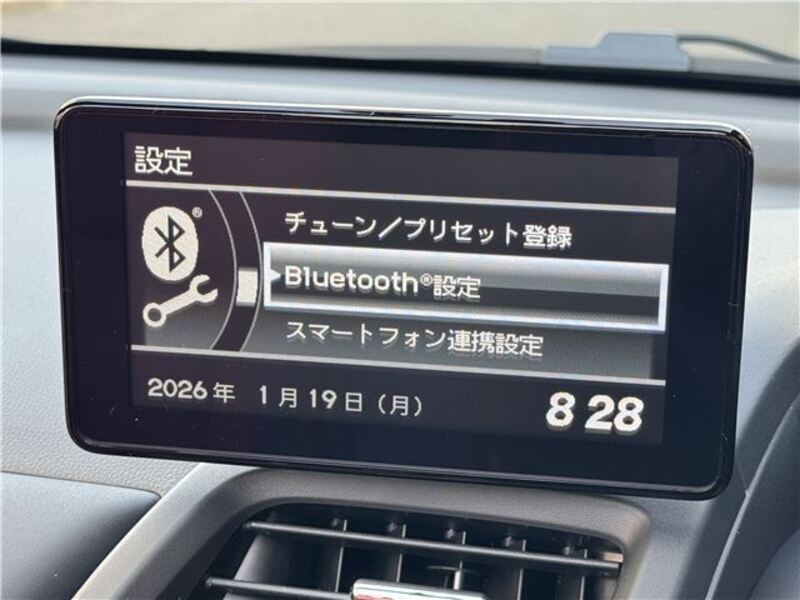 設定
チューン／プリセット登録
Bluetooth®設定
スマートフォン連携設定
2026年 1月19日（月） 8 28